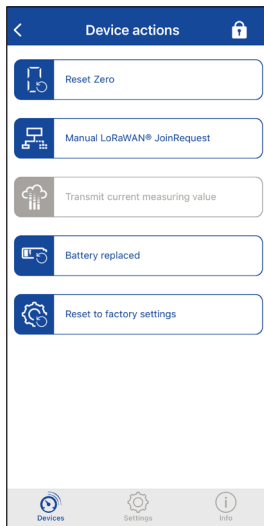 Device actions
Reset Zero
Manual LoRaWAN® JoinRequest
Transmit current measuring value
Battery replaced
Reset to factory settings
Devices
Settings
Info